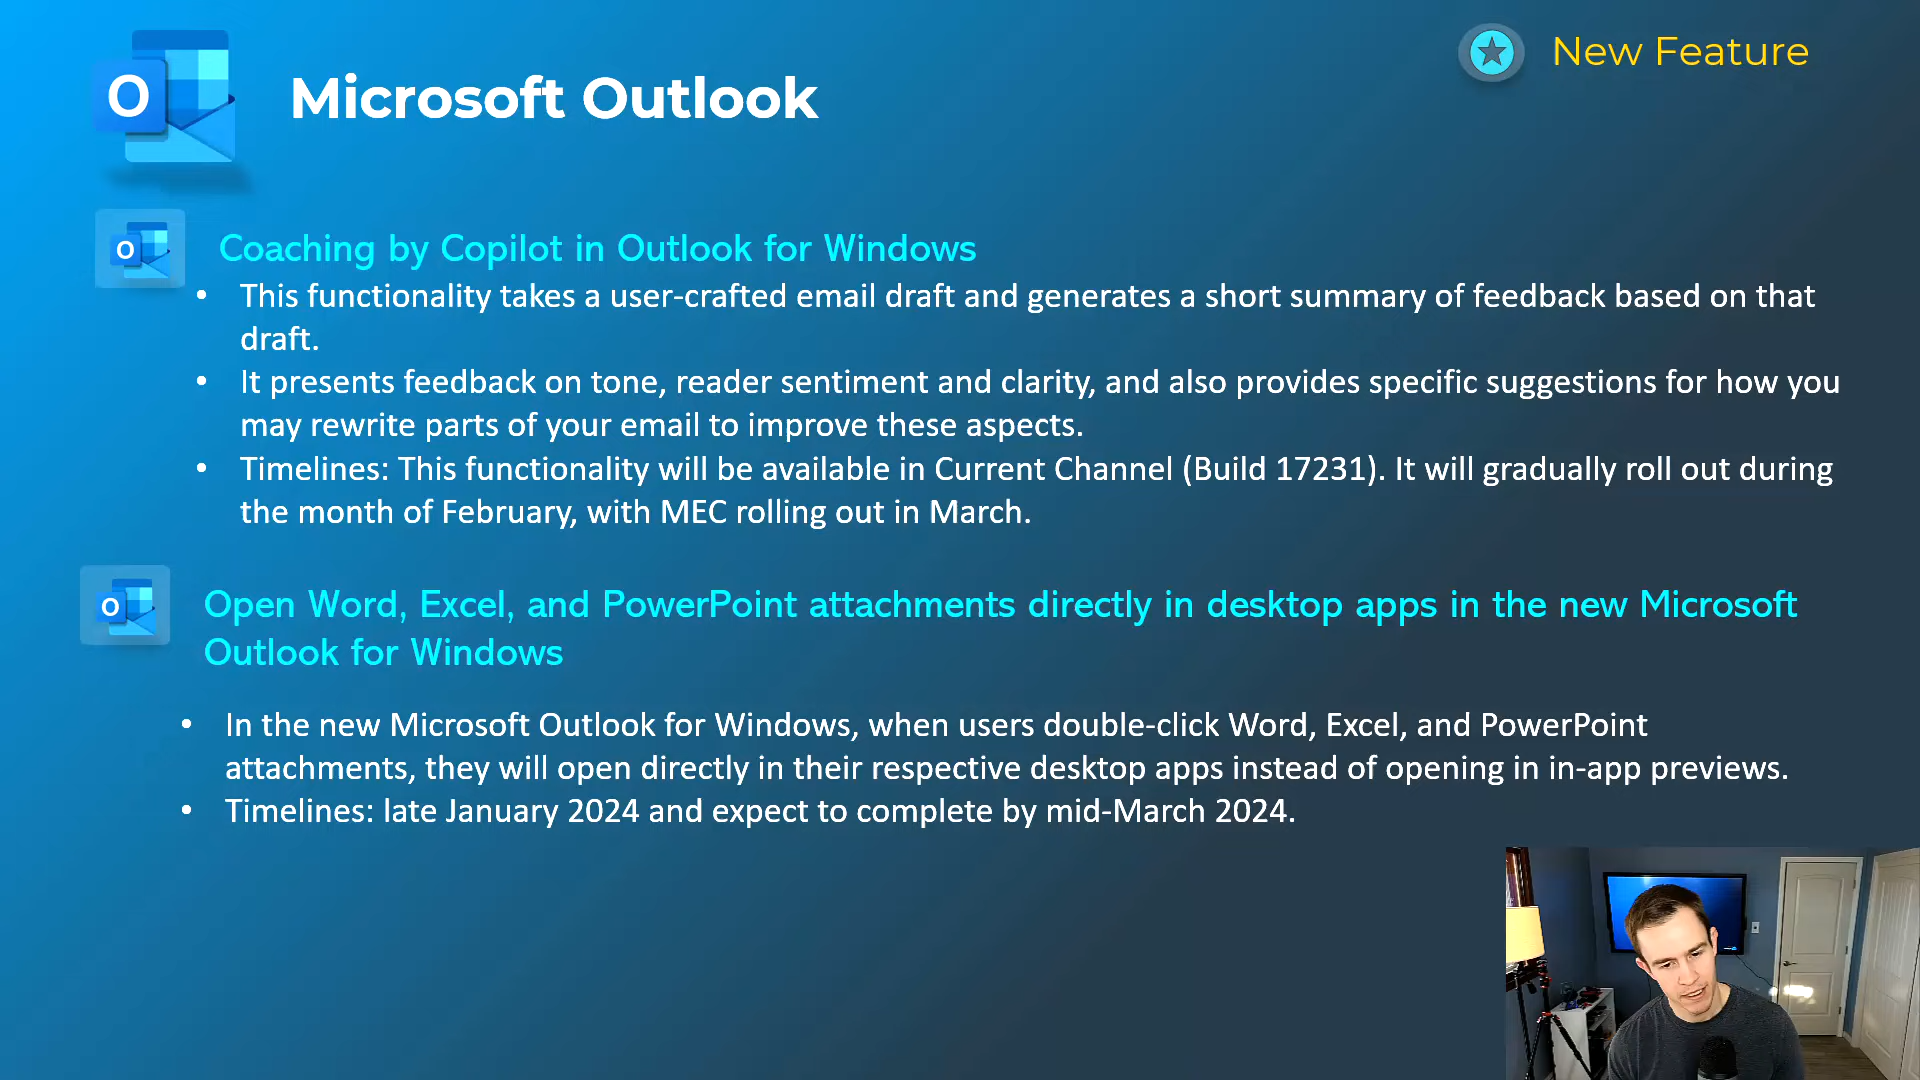 New Feature
O
Microsoft Outlook
O
Coaching by Copilot in Outlook for Windows
• This functionality takes a user-crafted email draft and generates a short summary of feedback based on that
draft.
• It presents feedback on tone, reader sentiment and clarity, and also provides specific suggestions for how you
may rewrite parts of your email to improve these aspects.
• Timelines: This functionality will be available in Current Channel (Build 17231). It will gradually roll out during
the month of February, with MEC rolling out in March.
O
Open Word, Excel, and PowerPoint attachments directly in desktop apps in the new Microsoft
Outlook for Windows
• In the new Microsoft Outlook for Windows, when users double-click Word, Excel, and PowerPoint
attachments, they will open directly in their respective desktop apps instead of opening in in-app previews.
• Timelines: late January 2024 and expect to complete by mid-March 2024.